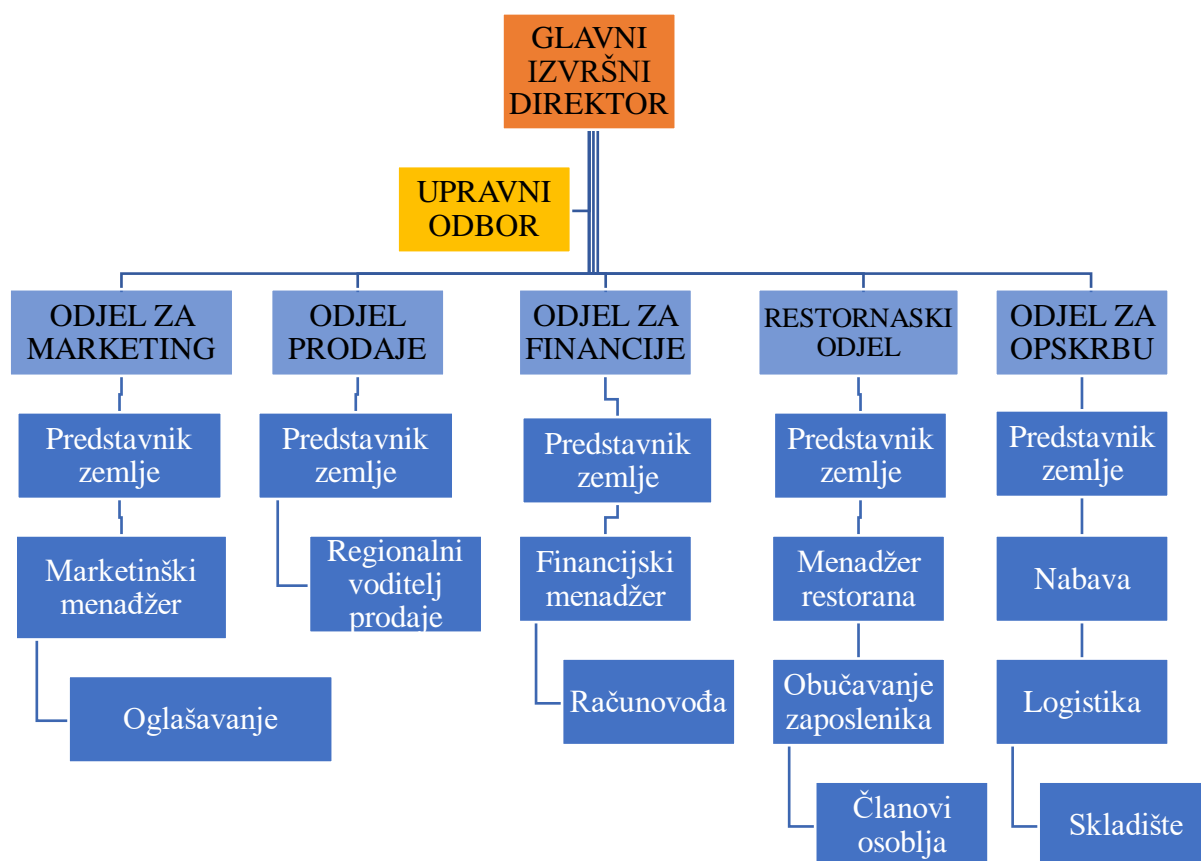 GLAVNI
IZVRŠNI
DIREKTOR
UPRAVNI
ODBOR
ODJEL ZA
MARKETING
ODJEL
PRODAJE
ODJEL ZA
FINANCIJE
RESTORNASKI
ODJEL
ODJEL ZA
OPSKRBU
Predstavnik
zemlje
Predstavnik
zemlje
Predstavnik
zemlje
Predstavnik
zemlje
Predstavnik
zemlje
Marketinški
menađžer
Regionalni
voditelj
prodaje
Financijski
menadžer
Menadžer
restorana
Nabava
Oglašavanje
Računovođa
Obučavanje
zaposlenika
Logistika
Članovi
osoblja
Skladište